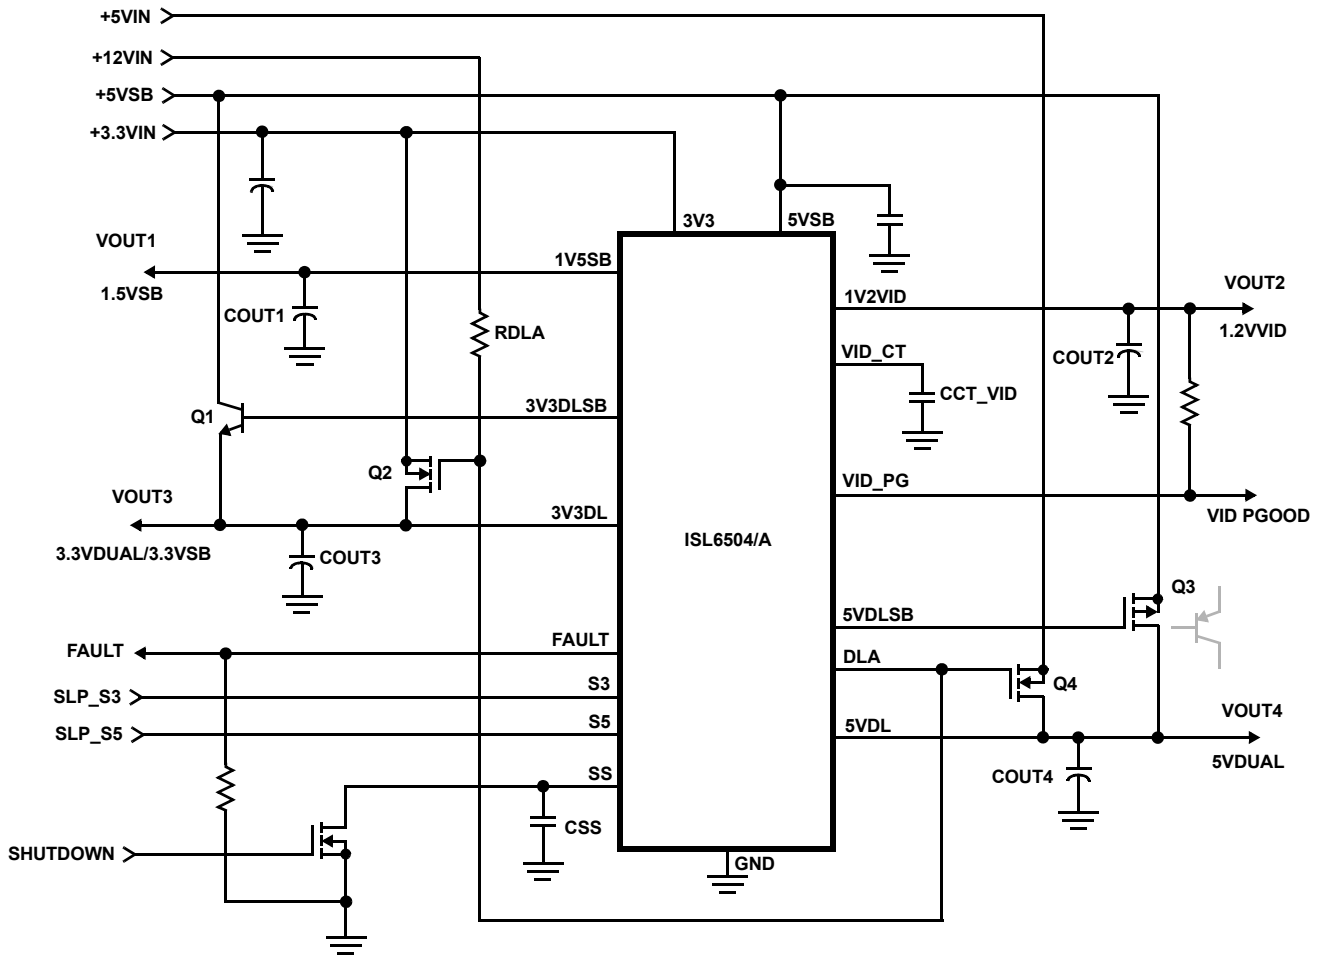 +5VIN
+12VIN
+5VSB
+3.3VIN
3V3
5VSB
VOUT1
1V5SB
1.5VSB
COUT1
RDLA
1V2VID
VOUT2
1.2VVID
COUT2
VID_CT
CCT_VID
Q1
3V3DLSB
Q2
VID_PG
VID PGOOD
VOUT3
3V3DL
3.3VDUAL/3.3VSB
COUT3
ISL6504/A
Q3
5VDLSB
FAULT
FAULT
DLA
SLP_S3
S3
Q4
SLP_S5
S5
5VDL
VOUT4
5VDUAL
SS
COUT4
CSS
SHUTDOWN
GND